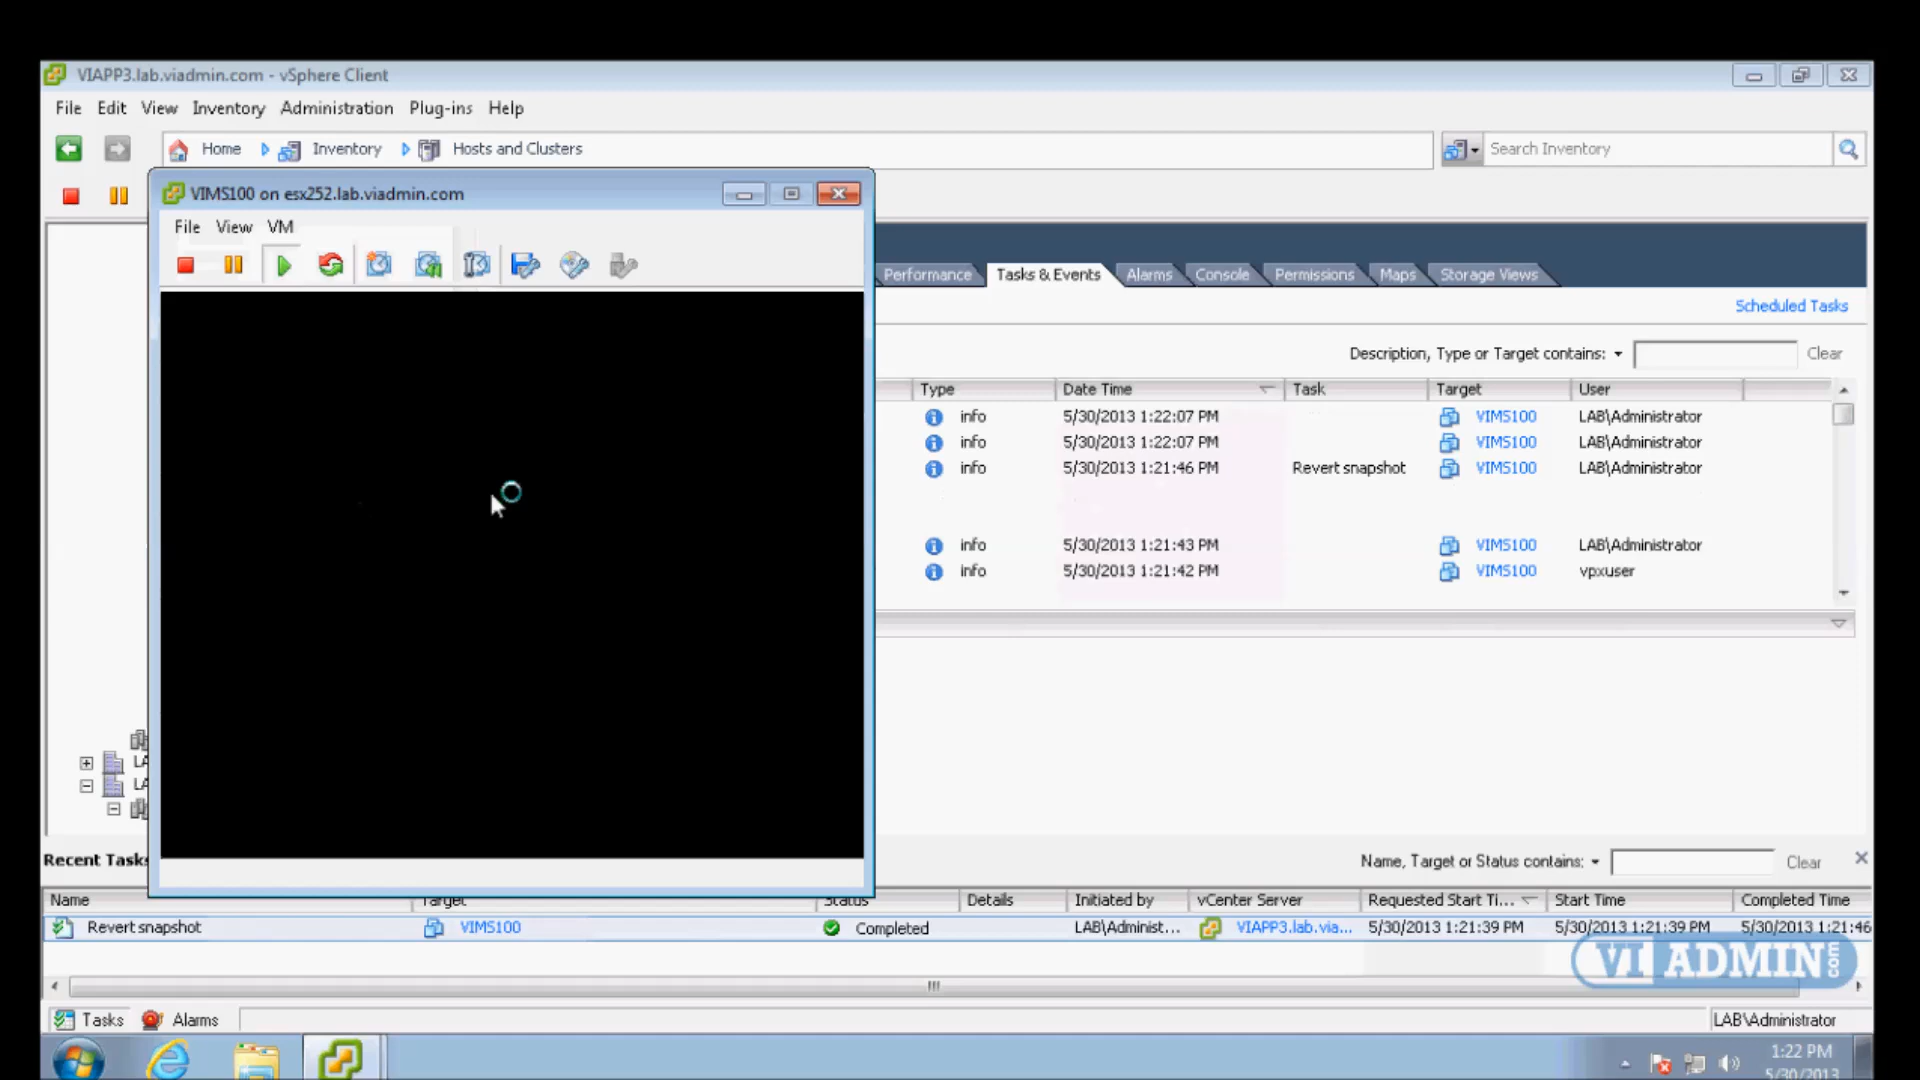 VIAPP3.lab.viadmin.com - vSphere Client
File Edit View Inventory Administration Plug-ins Help
Home Inventory Hosts and Clusters
Search Inventory
VIMS100 on esx252.lab.viadmin.com
File View VM
Performance Tasks & Events Alarms Console Permissions Maps Storage Views
Scheduled Tasks
Description, Type or Target contains: Clear
Type Date Time Task Target User
info 5/30/2013 1:22:07 PM VIMS100 LAB\Administrator
info 5/30/2013 1:22:07 PM VIMS100 LAB\Administrator
info 5/30/2013 1:21:46 PM Revert snapshot VIMS100 LAB\Administrator
info 5/30/2013 1:21:43 PM VIMS100 LAB\Administrator
info 5/30/2013 1:21:42 PM VIMS100 vpxuser
LA
LA
Recent Tasks
Name, Target or Status contains: Clear
Name Target Status Details Initiated by vCenter Server Requested Start Ti... Start Time Completed Time
Revert snapshot VIMS100 Completed LAB\Administ... VIAPP3.lab.via... 5/30/2013 1:21:39 PM 5/30/2013 1:21:39 PM 5/30/2013 1:21:46
VI ADMIN.com
Tasks Alarms
LAB\Administrator
1:22 PM
5/30/2013